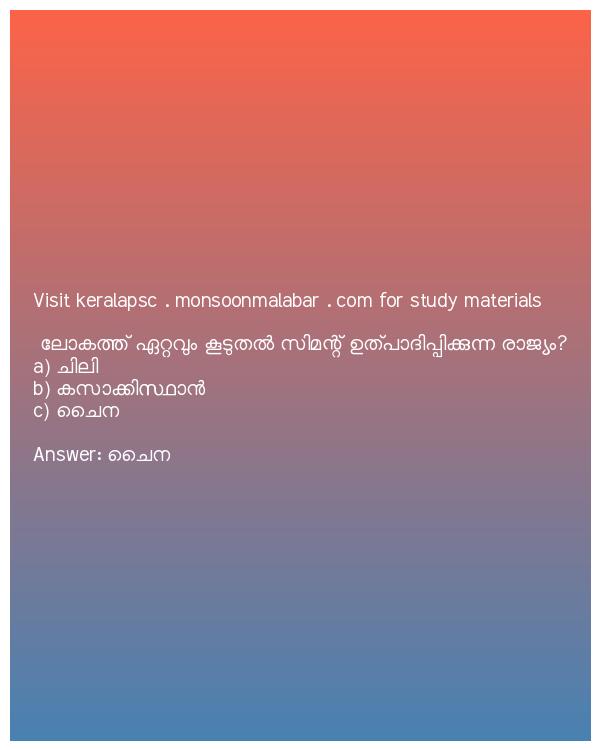 Visit keralapsc . monsoonmalabar . com for study materials
ലോകത്ത് ഏറ്റവും കൂടുതൽ സിമന്റ് ഉത്പാദിപ്പിക്കുന്ന രാജ്യം?
a) ചിലി
b) കസാക്കിസ്ഥാൻ
c) ചൈന
Answer: ചൈന